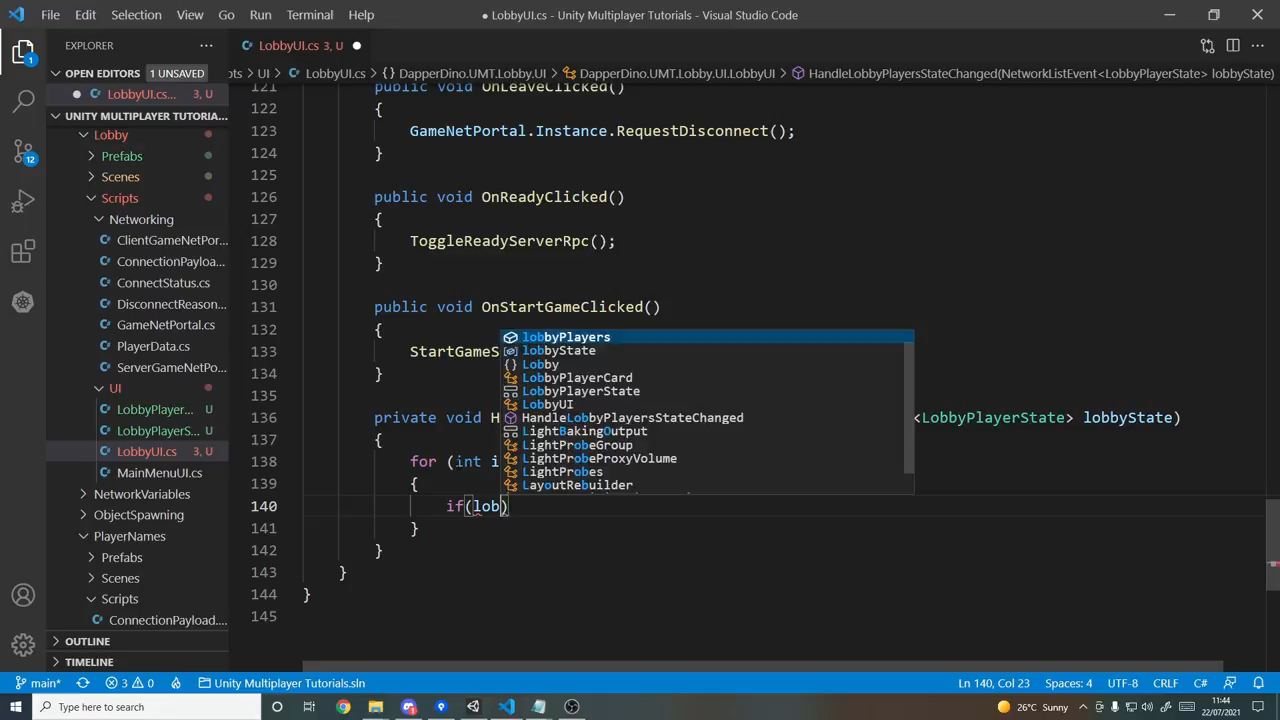 File Edit Selection View Go Run Terminal Help
● LobbyUI.cs - Unity Multiplayer Tutorials - Visual Studio Code
EXPLORER
LobbyUI.cs 3, U
OPEN EDITORS 1 UNSAVED
LobbyUI.cs... 3, U
UNITY MULTIPLAYER TUTORIA...
Lobby
Prefabs
Scenes
Scripts
Networking
ClientGameNetPor...
ConnectionPayloa...
ConnectStatus.cs
DisconnectReason...
GameNetPortal.cs
PlayerData.cs
ServerGameNetPo...
UI
LobbyPlayer... U
LobbyPlayerS... U
LobbyUI.cs 3, U
MainMenuUI.cs
NetworkVariables
ObjectSpawning
PlayerNames
Prefabs
Scenes
Scripts
ConnectionPayload....
OUTLINE
TIMELINE
UI > LobbyUI.cs > {} DapperDino.UMT.Lobby.UI > DapperDino.UMT.Lobby.UI.LobbyUI > HandleLobbyPlayersStateChanged(NetworkListEvent<LobbyPlayerState> lobbyState)
121 public void OnLeaveClicked()
122 {
123 GameNetPortal.Instance.RequestDisconnect();
124 }
125
126 public void OnReadyClicked()
127 {
128 ToggleReadyServerRpc();
129 }
130
131 public void OnStartGameClicked()
132 {
133 StartGameS
134 }
135
136 private void H <LobbyPlayerState> lobbyState)
137 {
138 for (int i
139 {
140 if(lob)
141 }
142 }
143 }
144 }
145
lobbyPlayers
lobbyState
{} Lobby
LobbyPlayerCard
LobbyPlayerState
LobbyUI
HandleLobbyPlayersStateChanged
LightBakingOutput
LightProbeGroup
LightProbeProxyVolume
LightProbes
LayoutRebuilder
main* 3 0 Unity Multiplayer Tutorials.sln Ln 140, Col 23 Spaces: 4 UTF-8 CRLF C#
Type here to search
26°C Sunny
11:44
22/07/2021
1
12